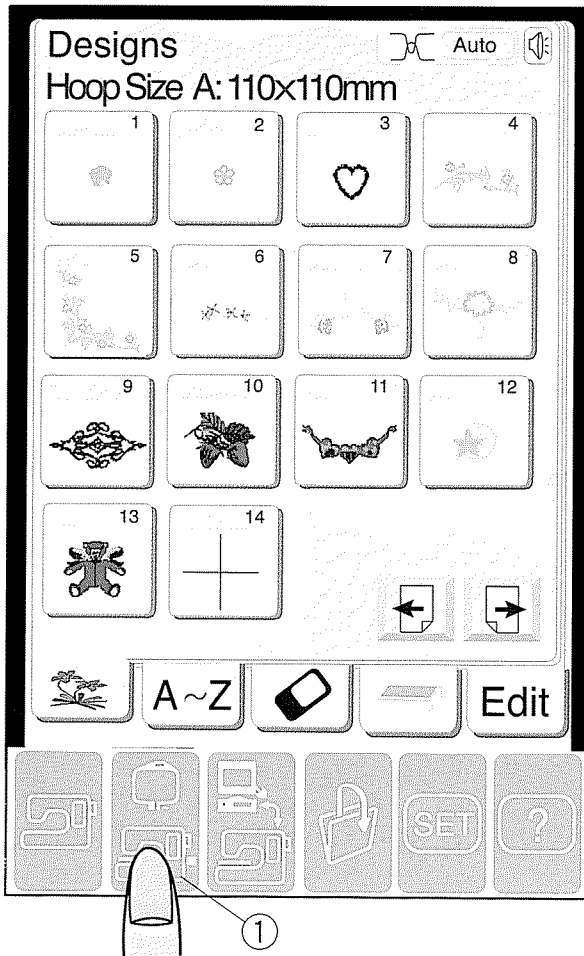 Designs
Auto
Hoop Size A: 110x110mm
1 2 3 4
5 6 7 8
9 10 11 12
13 14
A~Z Edit
SET ?
①